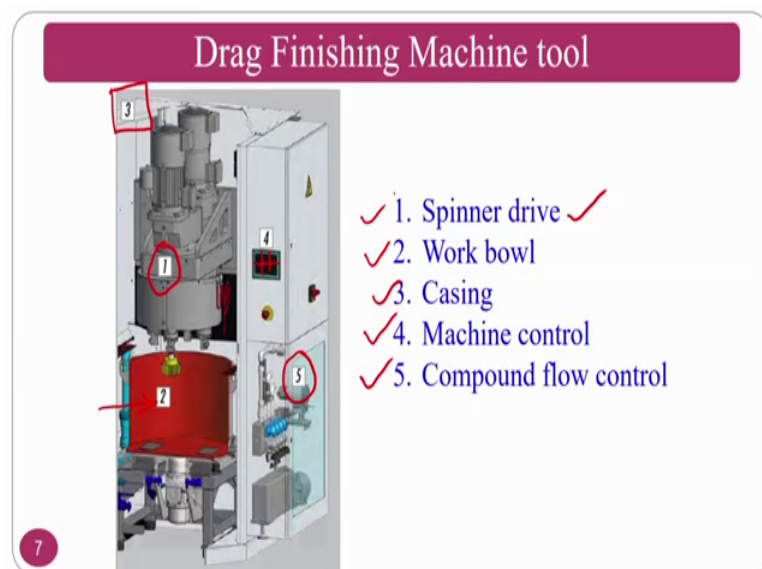 Drag Finishing Machine tool
3
1
4
2
5
1. Spinner drive
2. Work bowl
3. Casing
4. Machine control
5. Compound flow control
7